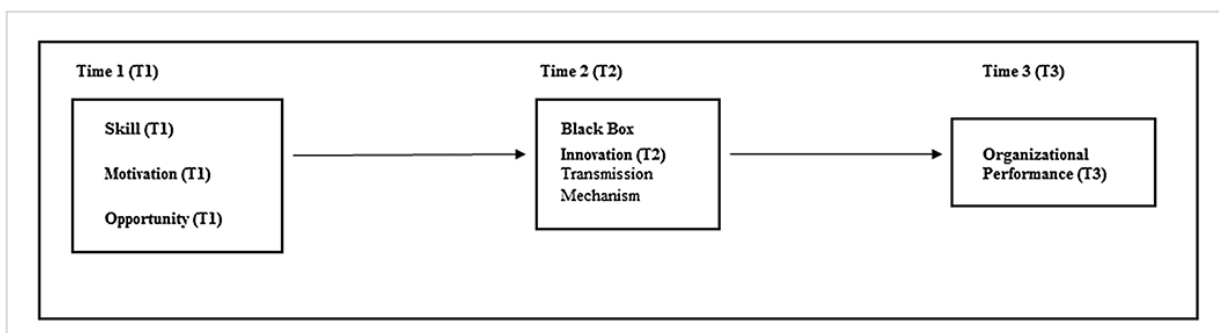 Time 1 (T1)
Time 2 (T2)
Time 3 (T3)
Skill (T1)
Motivation (T1)
Opportunity (T1)
Black Box
Innovation (T2)
Transmission
Mechanism
Organizational
Performance (T3)